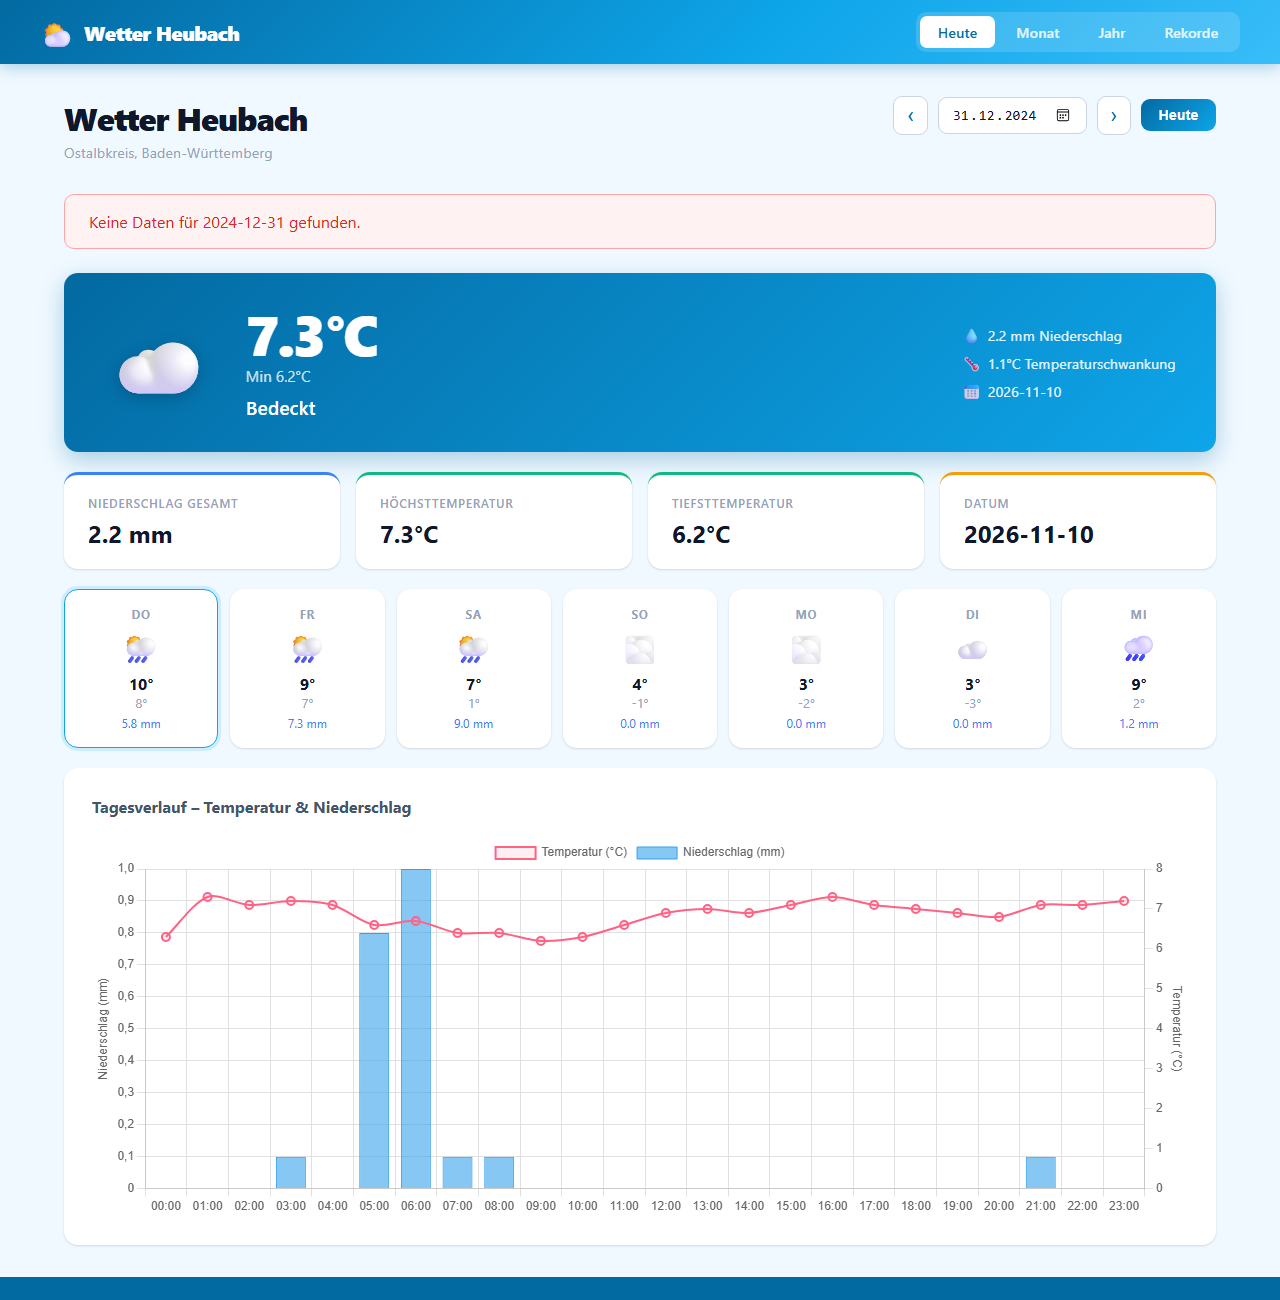 Wetter Heubach
Heute Monat Jahr Rekorde
Wetter Heubach
Ostalbkreis, Baden-Württemberg
‹ 31.12.2024 › Heute
Keine Daten für 2024-12-31 gefunden.
7.3°C
Min 6.2°C
Bedeckt
2.2 mm Niederschlag
1.1°C Temperaturschwankung
2026-11-10
NIEDERSCHLAG GESAMT
2.2 mm
HÖCHSTTEMPERATUR
7.3°C
TIEFSTTEMPERATUR
6.2°C
DATUM
2026-11-10
DO
10°
8°
5.8 mm
FR
9°
7°
7.3 mm
SA
7°
1°
9.0 mm
SO
4°
-1°
0.0 mm
MO
3°
-2°
0.0 mm
DI
3°
-3°
0.0 mm
MI
9°
2°
1.2 mm
Tagesverlauf – Temperatur & Niederschlag
Temperatur (°C) Niederschlag (mm)
Niederschlag (mm)
1,0
0,9
0,8
0,7
0,6
0,5
0,4
0,3
0,2
0,1
0
8
7
6
5
4
3
2
1
0
Temperatur (°C)
00:00 01:00 02:00 03:00 04:00 05:00 06:00 07:00 08:00 09:00 10:00 11:00 12:00 13:00 14:00 15:00 16:00 17:00 18:00 19:00 20:00 21:00 22:00 23:00